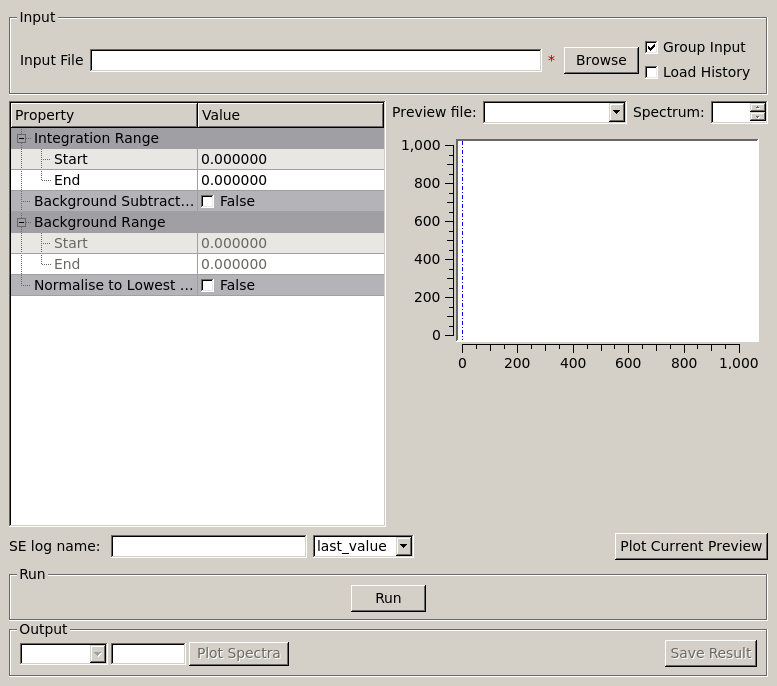 Input
Input File * Browse
Group Input
Load History
Property Value
Preview file: Spectrum:
Integration Range
Start 0.000000
End 0.000000
Background Subtract... False
Background Range
Start 0.000000
End 0.000000
Normalise to Lowest ... False
1,000
800
600
400
200
0
0 200 400 600 800 1,000
SE log name: last_value Plot Current Preview
Run
Run
Output
Plot Spectra Save Result